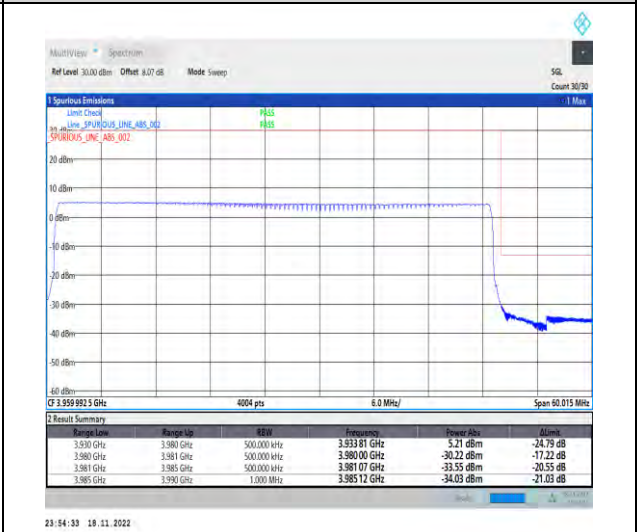 MultiView Spectrum
Ref Level 30.00 dBm Offset 8.07 dB Mode Sweep SGL
Count 30/30
1 Spurious Emissions 1 Max
Limit Check PASS
Line _SPURIOUS_LINE_ABS_002 PASS
_SPURIOUS_LINE_ABS_002
20 dBm
10 dBm
0 dBm
-10 dBm
-20 dBm
-30 dBm
-40 dBm
-50 dBm
-60 dBm
CF 3.959 992 5 GHz 4004 pts 6.0 MHz/ Span 60.015 MHz
2 Result Summary
Range Low Range Up RBW Frequency Power Abs ΔLimit
3.930 GHz 3.980 GHz 500.000 kHz 3.933 81 GHz 5.21 dBm -24.79 dB
3.980 GHz 3.981 GHz 500.000 kHz 3.980 00 GHz -30.22 dBm -17.22 dB
3.981 GHz 3.985 GHz 500.000 kHz 3.981 07 GHz -33.55 dBm -20.55 dB
3.985 GHz 3.990 GHz 1.000 MHz 3.985 12 GHz -34.03 dBm -21.03 dB
23:54:33 18.11.2022